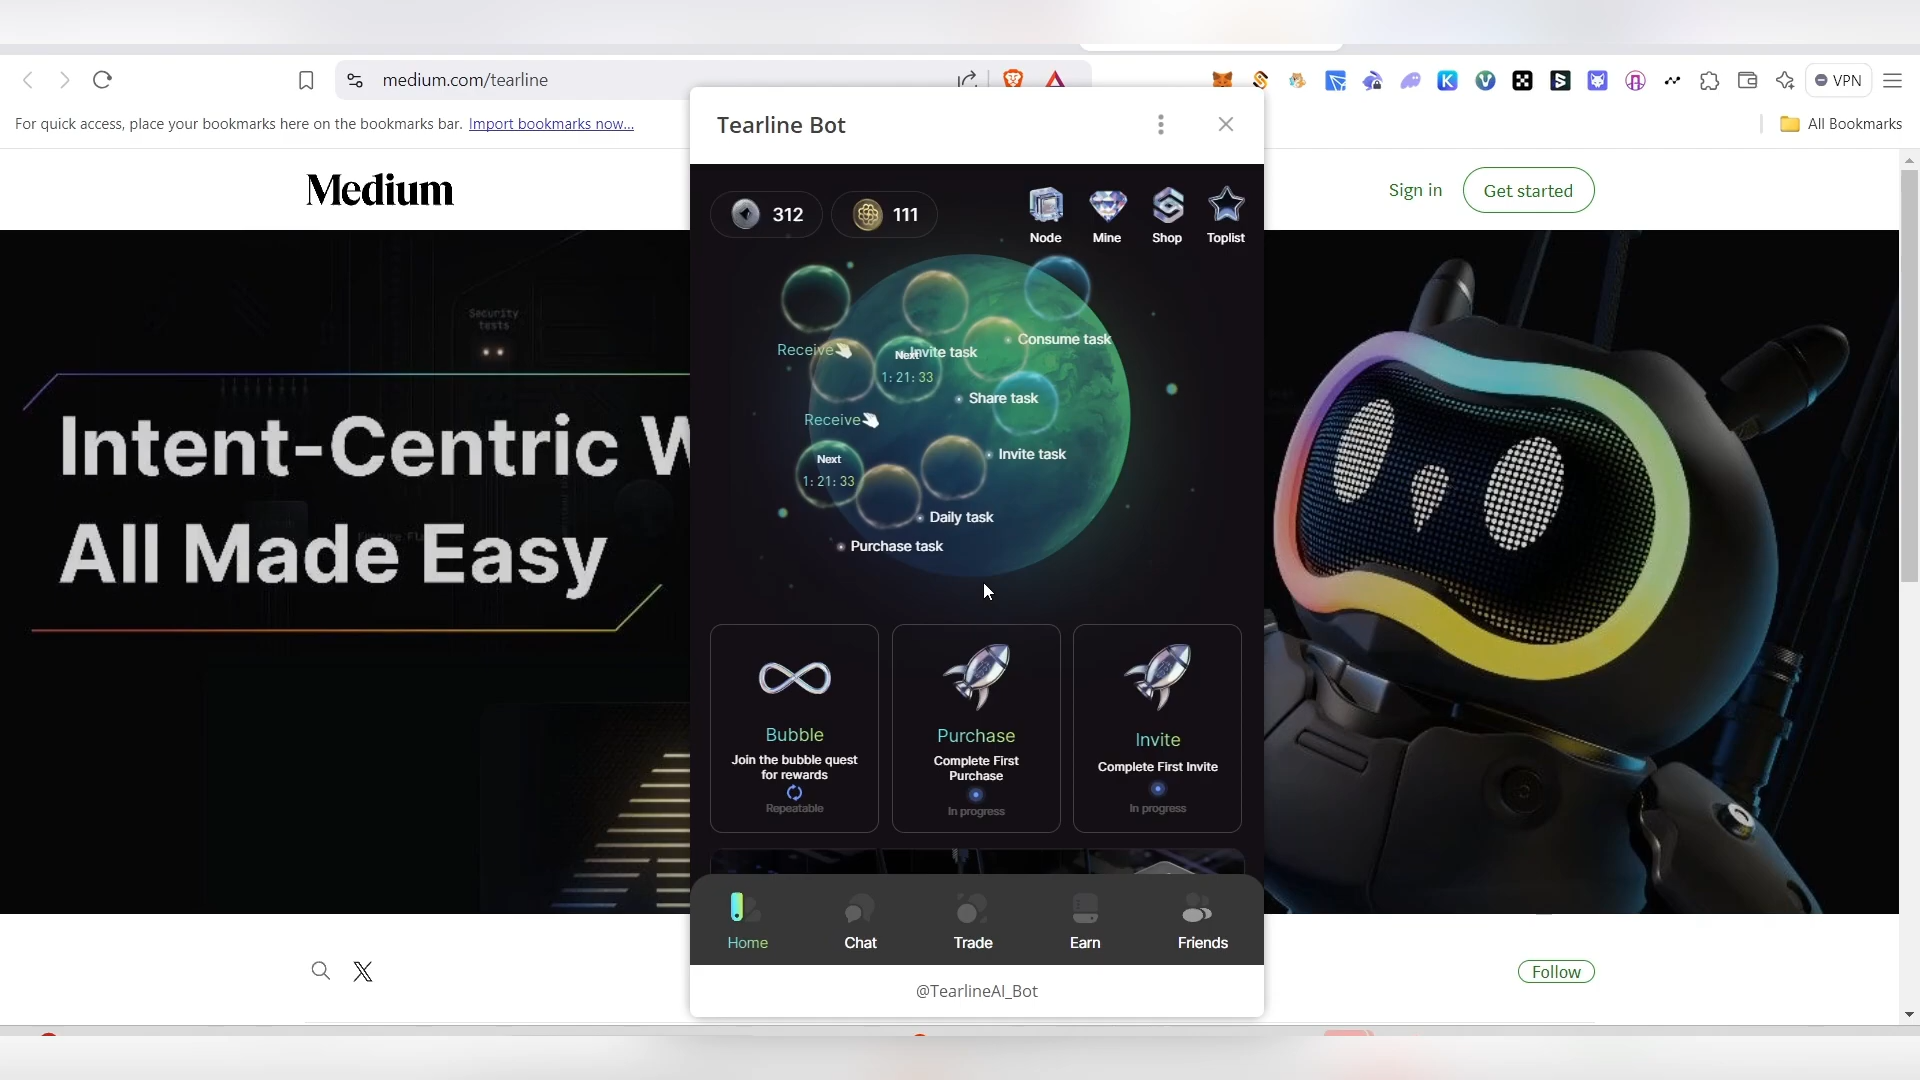 medium.com/tearline
VPN
For quick access, place your bookmarks here on the bookmarks bar. Import bookmarks now...
All Bookmarks
Medium
Sign in
Get started
Security
tests
Intent-Centric
All Made Easy
Follow
Tearline Bot
312
111
Node
Mine
Shop
Toplist
Consume task
Receive
Next
Invite task
1: 21: 33
Share task
Receive
Invite task
Next
1: 21: 33
Daily task
Purchase task
Bubble
Join the bubble quest
for rewards
Repeatable
Purchase
Complete First
Purchase
In progress
Invite
Complete First Invite
In progress
Home
Chat
Trade
Earn
Friends
@TearlineAI_Bot